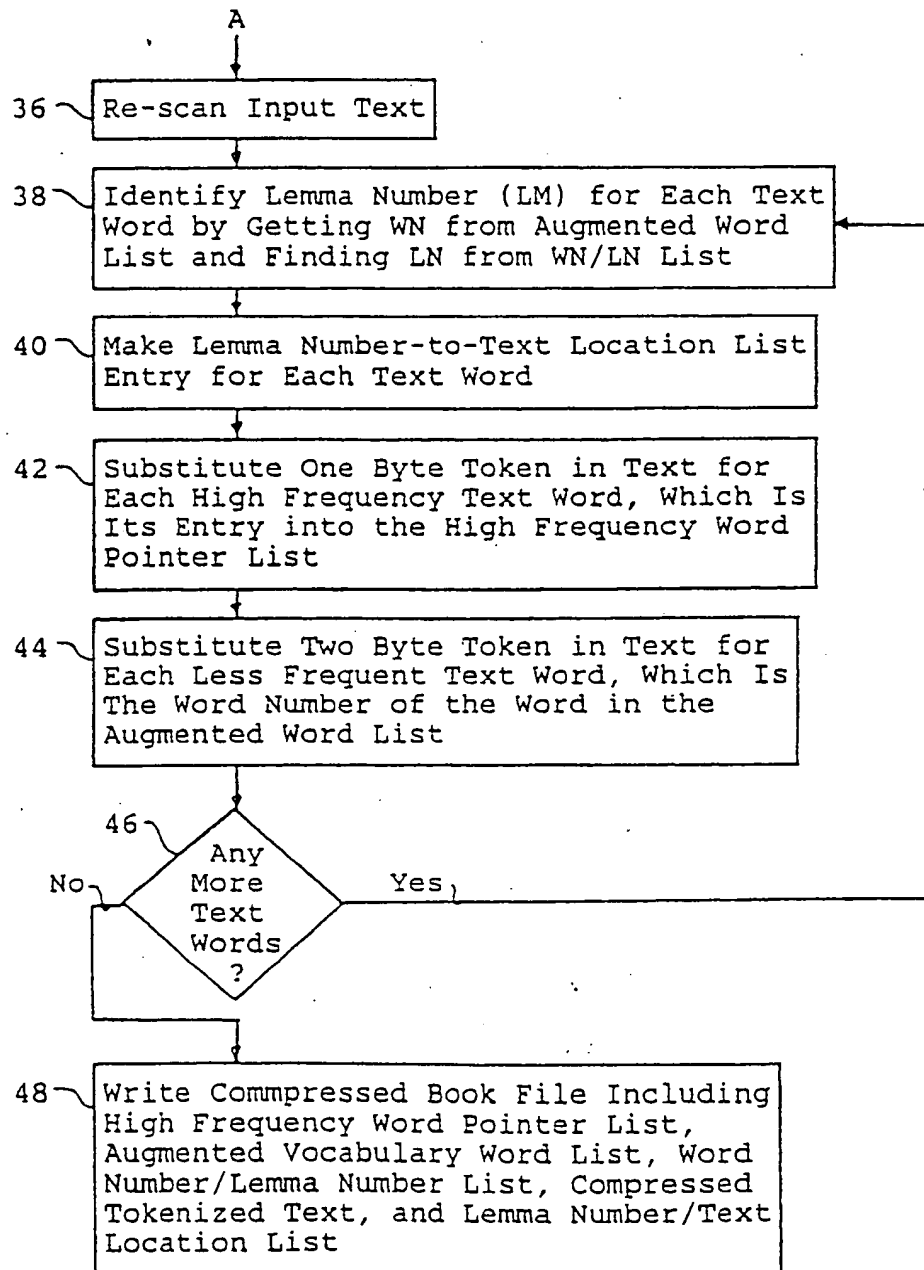 A
36
Re-scan Input Text
38
Identify Lemma Number (LM) for Each Text
Word by Getting WN from Augmented Word
List and Finding LN from WN/LN List
40
Make Lemma Number-to-Text Location List
Entry for Each Text Word
42
Substitute One Byte Token in Text for
Each High Frequency Text Word, Which Is
Its Entry into the High Frequency Word
Pointer List
44
Substitute Two Byte Token in Text for
Each Less Frequent Text Word, Which Is
The Word Number of the Word in the
Augmented Word List
46
Any
More
Text
Words
?
No
Yes
48
Write Commpressed Book File Including
High Frequency Word Pointer List,
Augmented Vocabulary Word List, Word
Number/Lemma Number List, Compressed
Tokenized Text, and Lemma Number/Text
Location List